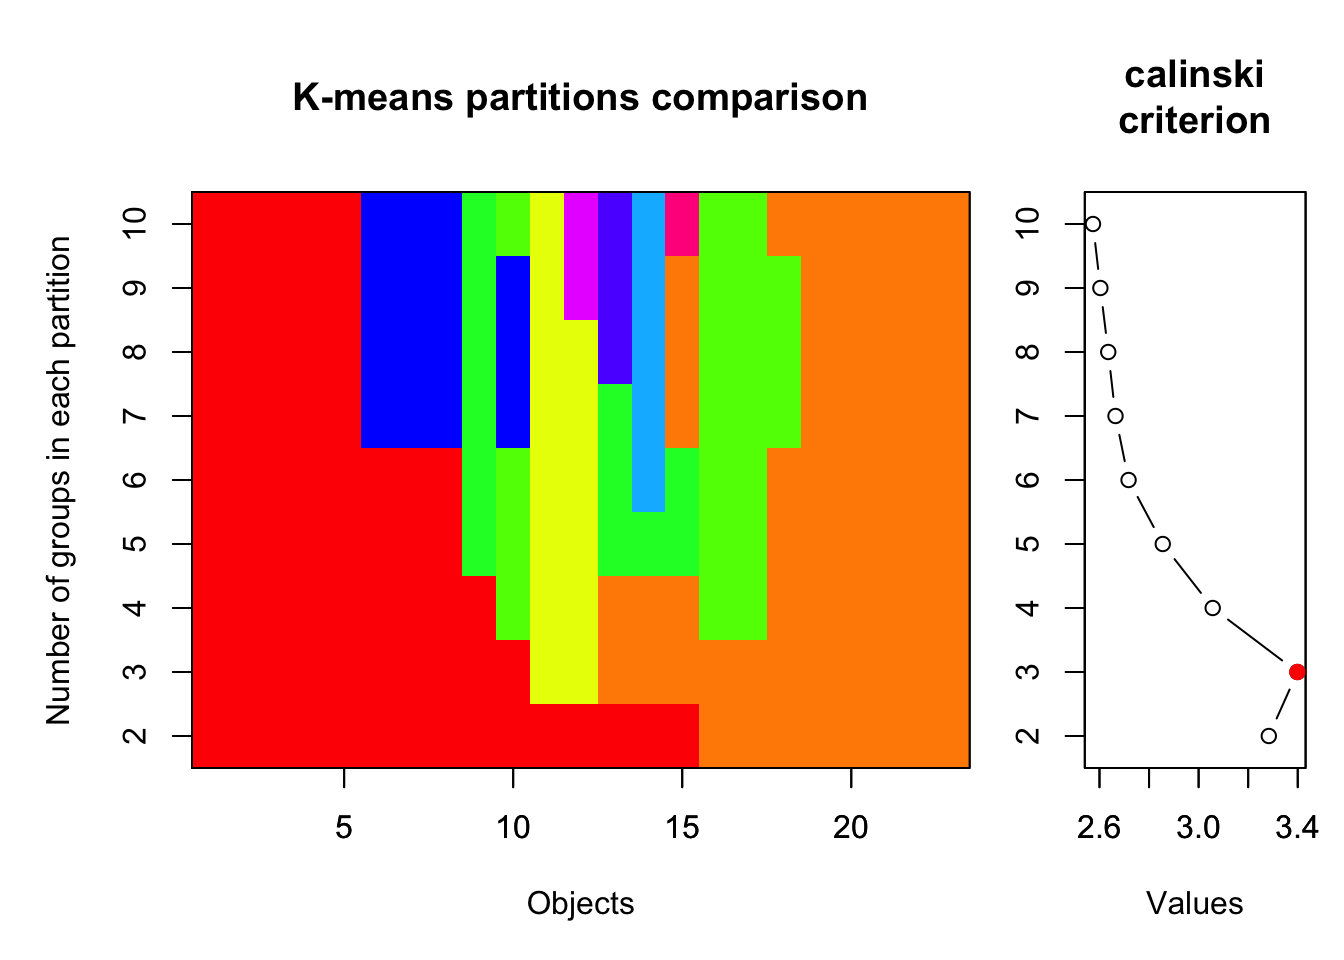 K-means partitions comparison
calinski
criterion
Number of groups in each partition
10
9
8
7
6
5
4
3
2
5 10 15 20
Objects
10
9
8
7
6
5
4
3
2
2.6 3.0 3.4
Values